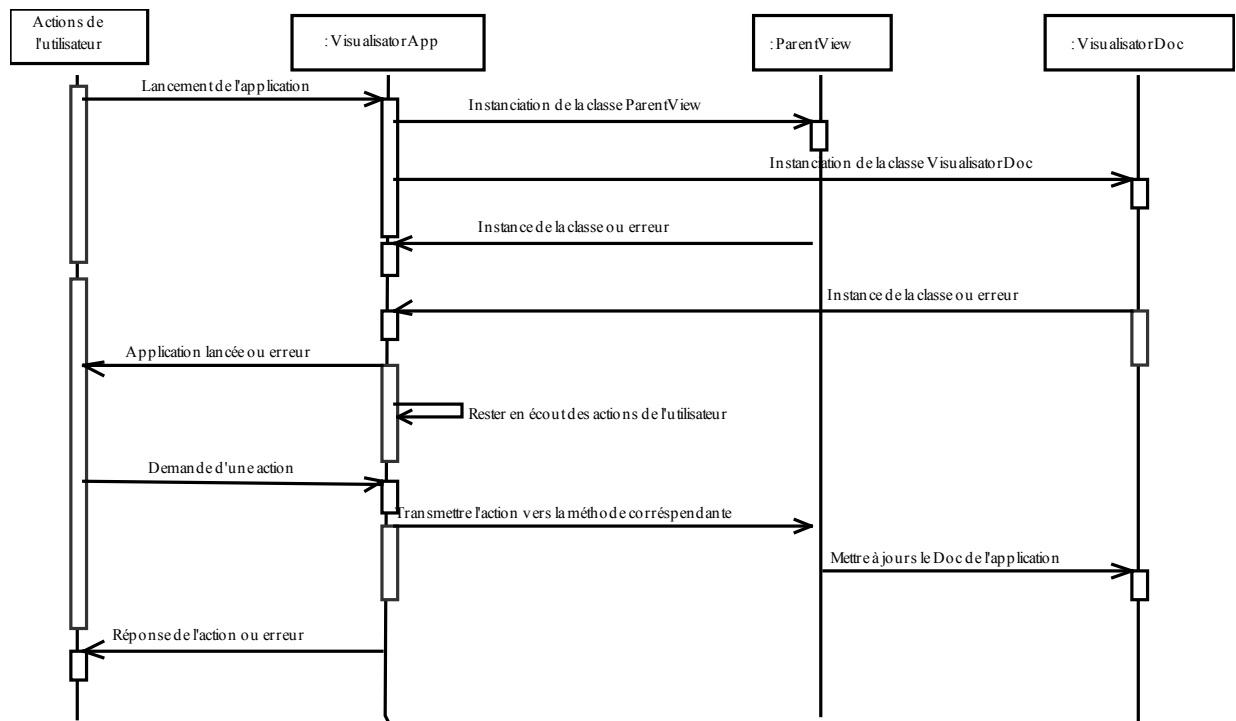 Actions de
l'utilisateur
: VisualisatorApp
: ParentView
: VisualisatorDoc
Lancement de l'application
Instanciation de la classe ParentView
Instanciation de la classe VisualisatorDoc
Instance de la classe ou erreur
Instance de la classe ou erreur
Application lancée ou erreur
Rester en écout des actions de l'utilisateur
Demande d'une action
Transmettre l'action vers la méthode corréspendante
Mettre à jours le Doc de l'application
Réponse de l'action ou erreur